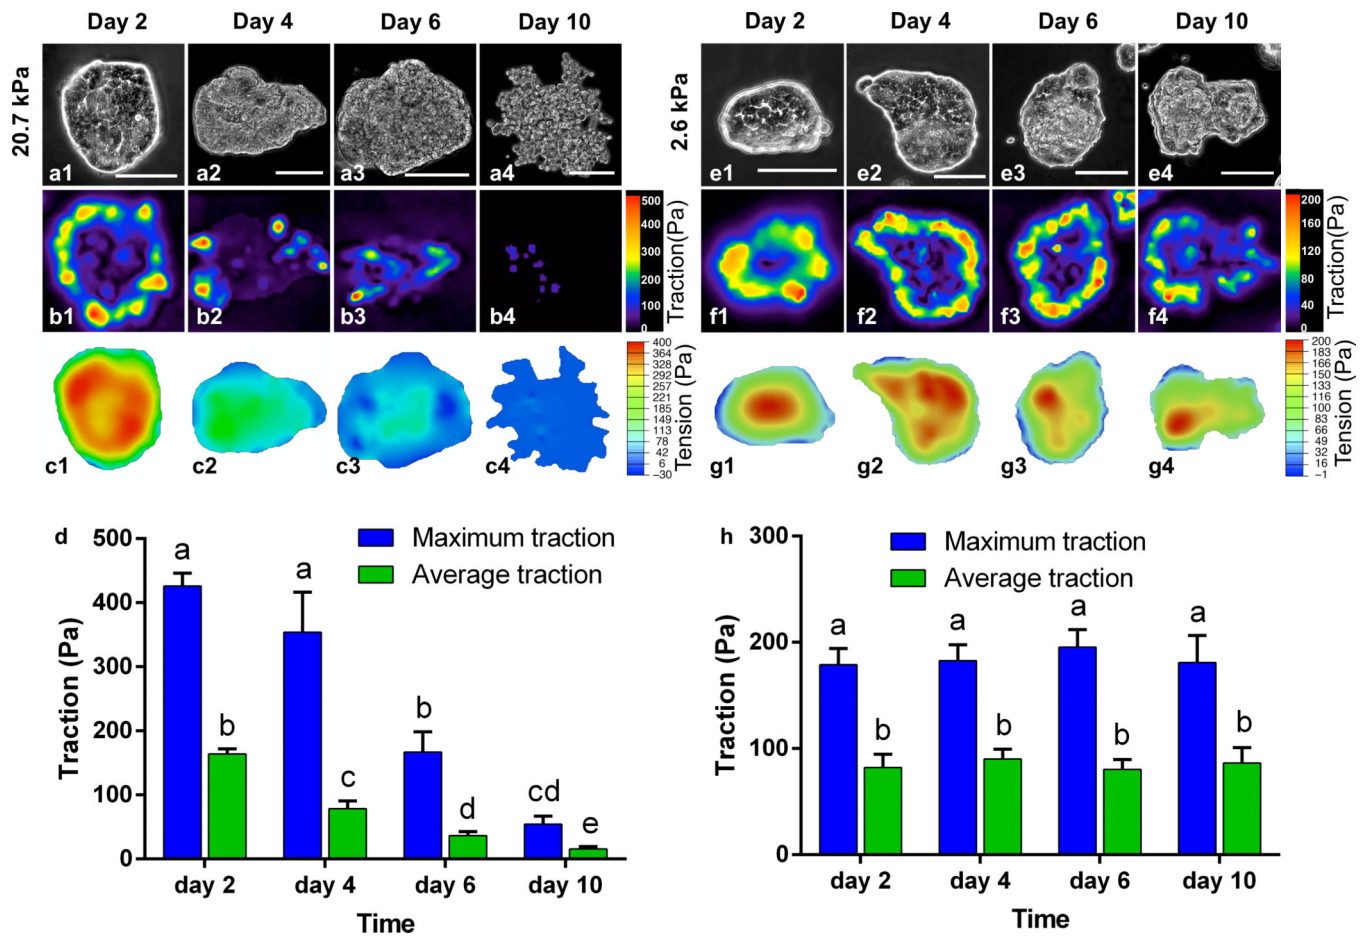 Day 2 Day 4 Day 6 Day 10 Day 2 Day 4 Day 6 Day 10
20.7 kPa
a1 a2 a3 a4
2.6 kPa
e1 e2 e3 e4
b1 b2 b3 b4
500
400
300
200
100
0
Traction(Pa)
f1 f2 f3 f4
200
160
120
80
40
0
Traction(Pa)
c1 c2 c3 c4
400
364
328
292
257
221
185
149
113
78
42
6
−30
Tension (Pa)
g1 g2 g3 g4
200
183
166
150
133
116
100
83
66
49
32
16
−1
Tension (Pa)
d
Traction (Pa)
500
400
300
200
100
0
Maximum traction
Average traction
a a b b
b c d cd e
day 2 day 4 day 6 day 10
Time
h
Traction (Pa)
300
200
100
0
Maximum traction
Average traction
a a a a
b b b b
day 2 day 4 day 6 day 10
Time